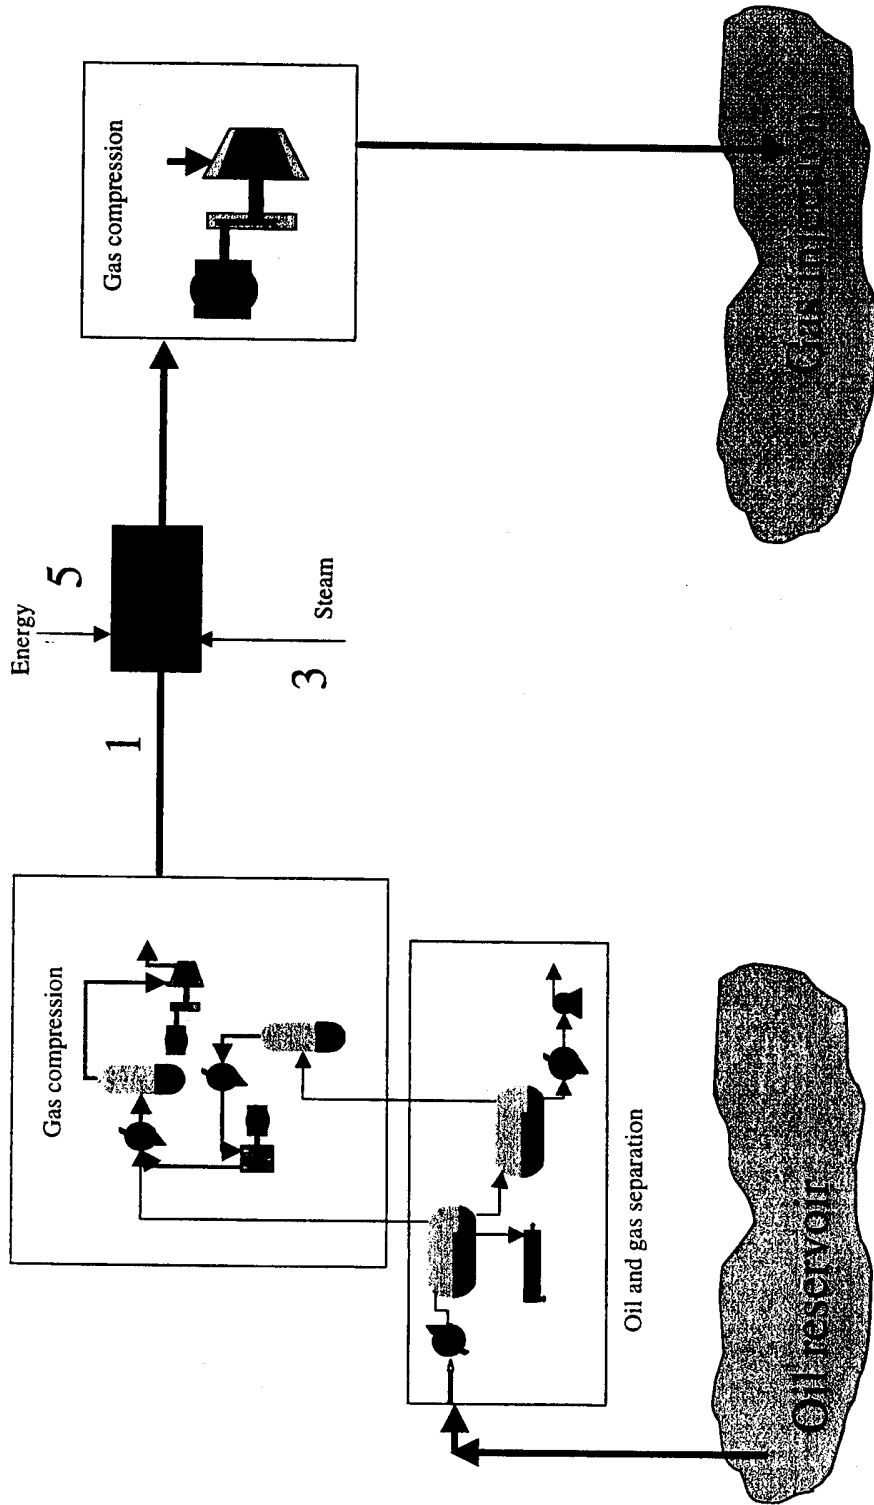 Energy
5
Gas compression
1
3
Steam
Gas compression
Oil and gas separation
Oil reservoir
Gas injection